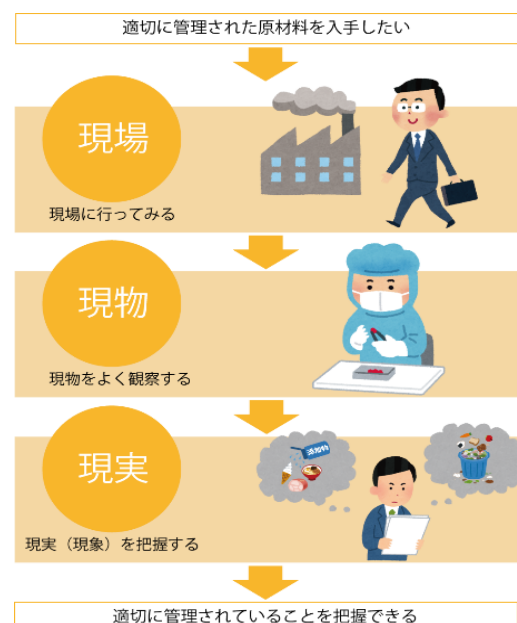 適切に管理された原材料を入手したい
現場
現場に行ってみる
現物
現物をよく観察する
添加物
現実
現実（現象）を把握する
適切に管理されていることを把握できる